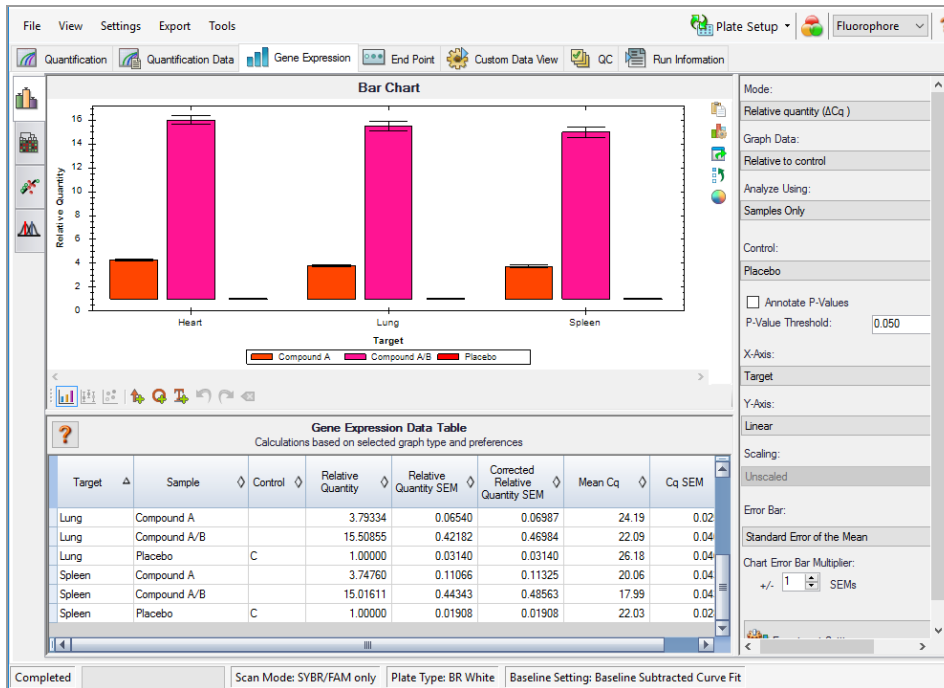 File View Settings Export Tools Plate Setup Fluorophore
Quantification Quantification Data Gene Expression End Point Custom Data View QC Run Information
Bar Chart
Relative Quantity
16
14
12
10
8
6
4
2
0
Heart Lung Spleen
Target
Compound A Compound A/B Placebo
Mode:
Relative quantity (ΔCq )
Graph Data:
Relative to control
Analyze Using:
Samples Only
Control:
Placebo
Annotate P-Values
P-Value Threshold: 0.050
X-Axis:
Target
Y-Axis:
Linear
Scaling:
Unscaled
Error Bar:
Standard Error of the Mean
Chart Error Bar Multiplier:
+/- 1 SEMs
? Gene Expression Data Table
Calculations based on selected graph type and preferences
Target Sample Control Relative Quantity Relative Quantity SEM Corrected Relative Quantity SEM Mean Cq Cq SEM
Lung Compound A 3.79334 0.06540 0.06987 24.19 0.02
Lung Compound A/B 15.50855 0.42182 0.46984 22.09 0.04
Lung Placebo C 1.00000 0.03140 0.03140 26.18 0.04
Spleen Compound A 3.74760 0.11066 0.11325 20.06 0.04
Spleen Compound A/B 15.01611 0.44343 0.48563 17.99 0.04
Spleen Placebo C 1.00000 0.01908 0.01908 22.03 0.02
Completed Scan Mode: SYBR/FAM only Plate Type: BR White Baseline Setting: Baseline Subtracted Curve Fit